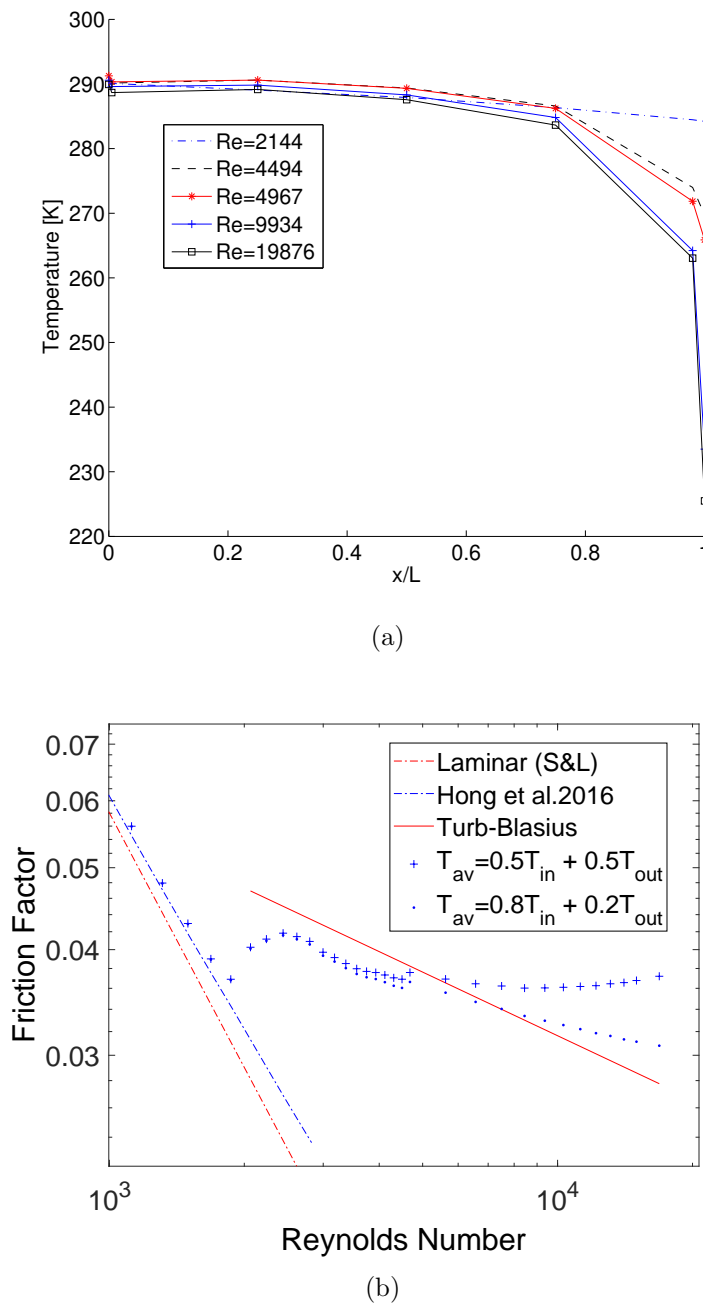 300
290
280
270
260
250
240
230
220
Temperature [K]
Re=2144
Re=4494
Re=4967
Re=9934
Re=19876
0
0.2
0.4
0.6
0.8
x/L
(a)
0.07
0.06
0.05
0.04
0.03
Friction Factor
Laminar (S&L)
Hong et al.2016
Turb-Blasius
T_av=0.5T_in + 0.5T_out
T_av=0.8T_in + 0.2T_out
10^3
10^4
Reynolds Number
(b)